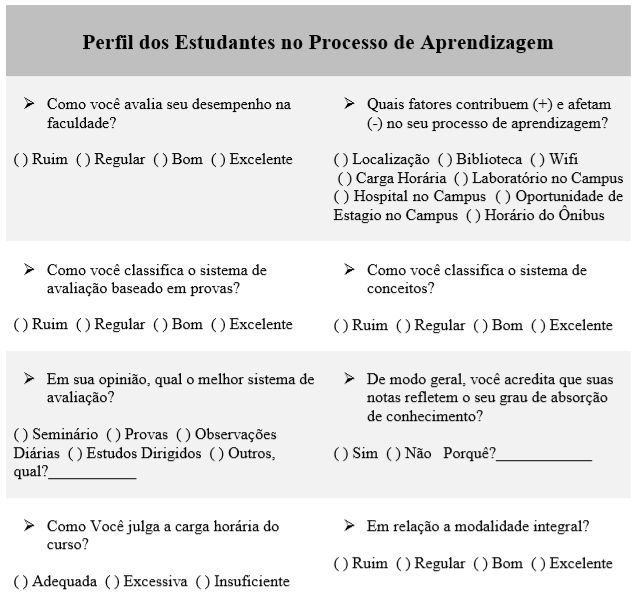 Perfil dos Estudantes no Processo de Aprendizagem
➢ Como você avalia seu desempenho na
faculdade?
( ) Ruim ( ) Regular ( ) Bom ( ) Excelente
➢ Quais fatores contribuem (+) e afetam
(-) no seu processo de aprendizagem?
( ) Localização ( ) Biblioteca ( ) Wifi
( ) Carga Horária ( ) Laboratório no Campus
( ) Hospital no Campus ( ) Oportunidade de
Estagio no Campus ( ) Horário do Ônibus
➢ Como você classifica o sistema de
avaliação baseado em provas?
( ) Ruim ( ) Regular ( ) Bom ( ) Excelente
➢ Como você classifica o sistema de
conceitos?
( ) Ruim ( ) Regular ( ) Bom ( ) Excelente
➢ Em sua opinião, qual o melhor sistema de
avaliação?
( ) Seminário ( ) Provas ( ) Observações
Diárias ( ) Estudos Dirigidos ( ) Outros,
qual?___________
➢ De modo geral, você acredita que suas
notas refletem o seu grau de absorção
de conhecimento?
( ) Sim ( ) Não Porquê?____________
➢ Como Você julga a carga horária do
curso?
( ) Adequada ( ) Excessiva ( ) Insuficiente
➢ Em relação a modalidade integral?
( ) Ruim ( ) Regular ( ) Bom ( ) Excelente